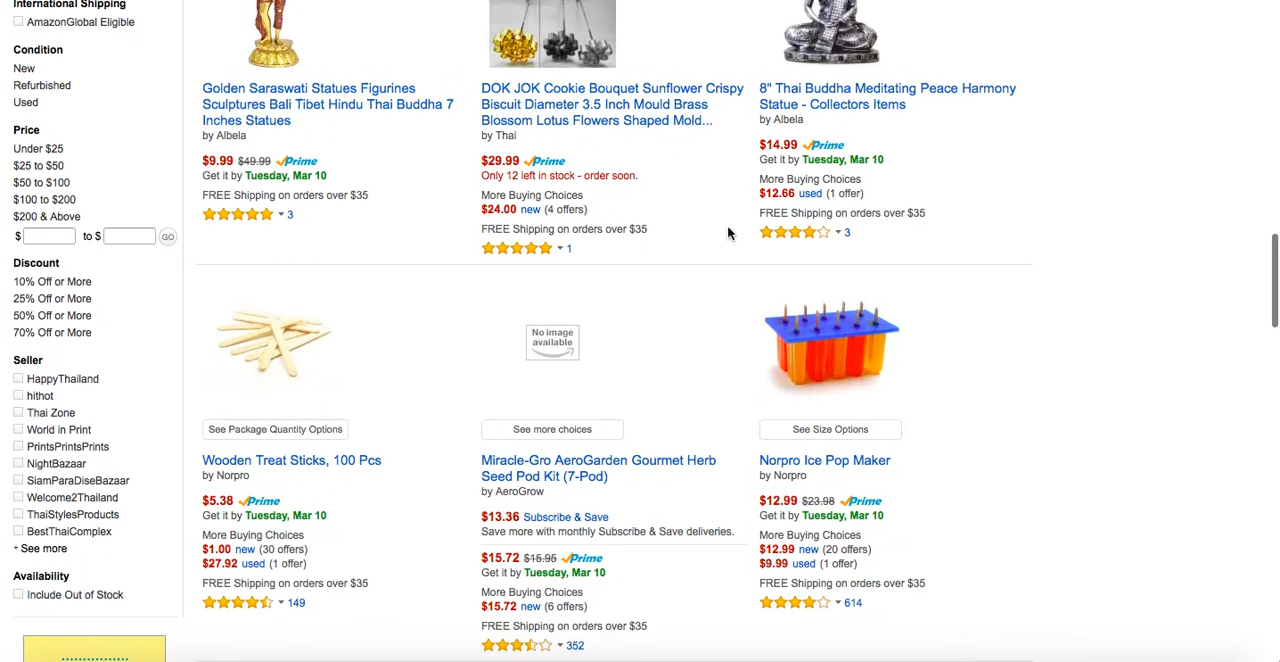 International Shipping
AmazonGlobal Eligible
Condition
New
Refurbished
Used
Price
Under $25
$25 to $50
$50 to $100
$100 to $200
$200 & Above
$ to $ GO
Discount
10% Off or More
25% Off or More
50% Off or More
70% Off or More
Seller
HappyThailand
hithot
Thai Zone
World in Print
PrintsPrintsPrints
NightBazaar
SiamParaDiseBazaar
Welcome2Thailand
ThaiStylesProducts
BestThaiComplex
+ See more
Availability
Include Out of Stock
Golden Saraswati Statues Figurines
Sculptures Bali Tibet Hindu Thai Buddha 7
Inches Statues
by Albela
$9.99 $49.99 Prime
Get it by Tuesday, Mar 10
FREE Shipping on orders over $35
3
DOK JOK Cookie Bouquet Sunflower Crispy
Biscuit Diameter 3.5 Inch Mould Brass
Blossom Lotus Flowers Shaped Mold...
by Thai
$29.99 Prime
Only 12 left in stock - order soon.
More Buying Choices
$24.00 new (4 offers)
FREE Shipping on orders over $35
1
8" Thai Buddha Meditating Peace Harmony
Statue - Collectors Items
by Albela
$14.99 Prime
Get it by Tuesday, Mar 10
More Buying Choices
$12.66 used (1 offer)
FREE Shipping on orders over $35
3
See Package Quantity Options
Wooden Treat Sticks, 100 Pcs
by Norpro
$5.38 Prime
Get it by Tuesday, Mar 10
More Buying Choices
$1.00 new (30 offers)
$27.92 used (1 offer)
FREE Shipping on orders over $35
149
No image
available
See more choices
Miracle-Gro AeroGarden Gourmet Herb
Seed Pod Kit (7-Pod)
by AeroGrow
$13.36 Subscribe & Save
Save more with monthly Subscribe & Save deliveries.
$15.72 $15.95 Prime
Get it by Tuesday, Mar 10
More Buying Choices
$15.72 new (6 offers)
FREE Shipping on orders over $35
352
See Size Options
Norpro Ice Pop Maker
by Norpro
$12.99 $23.98 Prime
Get it by Tuesday, Mar 10
More Buying Choices
$12.99 new (20 offers)
$9.99 used (1 offer)
FREE Shipping on orders over $35
614